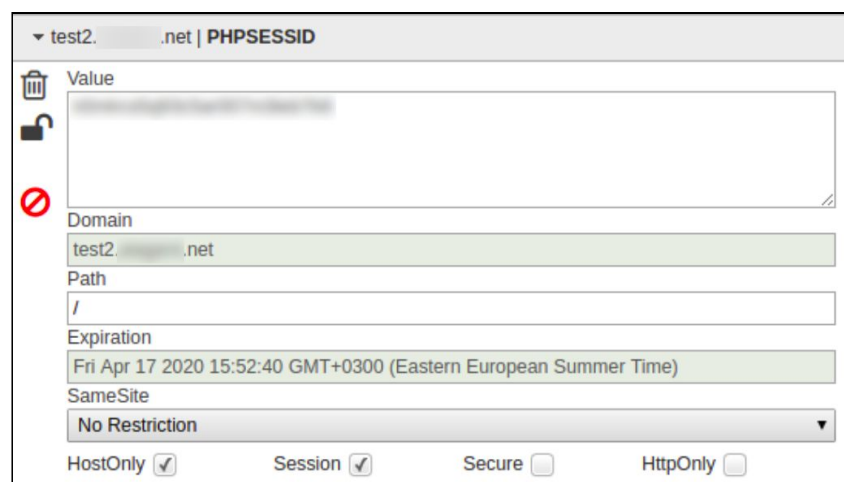 test2. .net | PHPSESSID
Value
Domain
test2. .net
Path
/
Expiration
Fri Apr 17 2020 15:52:40 GMT+0300 (Eastern European Summer Time)
SameSite
No Restriction
HostOnly Session Secure HttpOnly